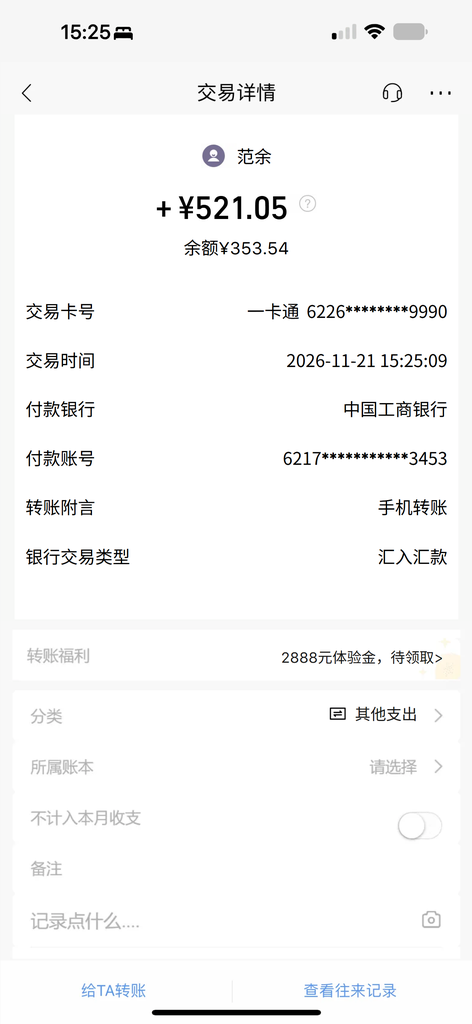 15:25
交易详情
范余
+ ¥521.05 ?
余额¥353.54
交易卡号 一卡通 6226********9990
交易时间 2026-11-21 15:25:09
付款银行 中国工商银行
付款账号 6217***********3453
转账附言 手机转账
银行交易类型 汇入汇款
转账福利 2888元体验金，待领取>
分类 其他支出
所属账本 请选择
不计入本月收支
备注
记录点什么....
给TA转账 查看往来记录